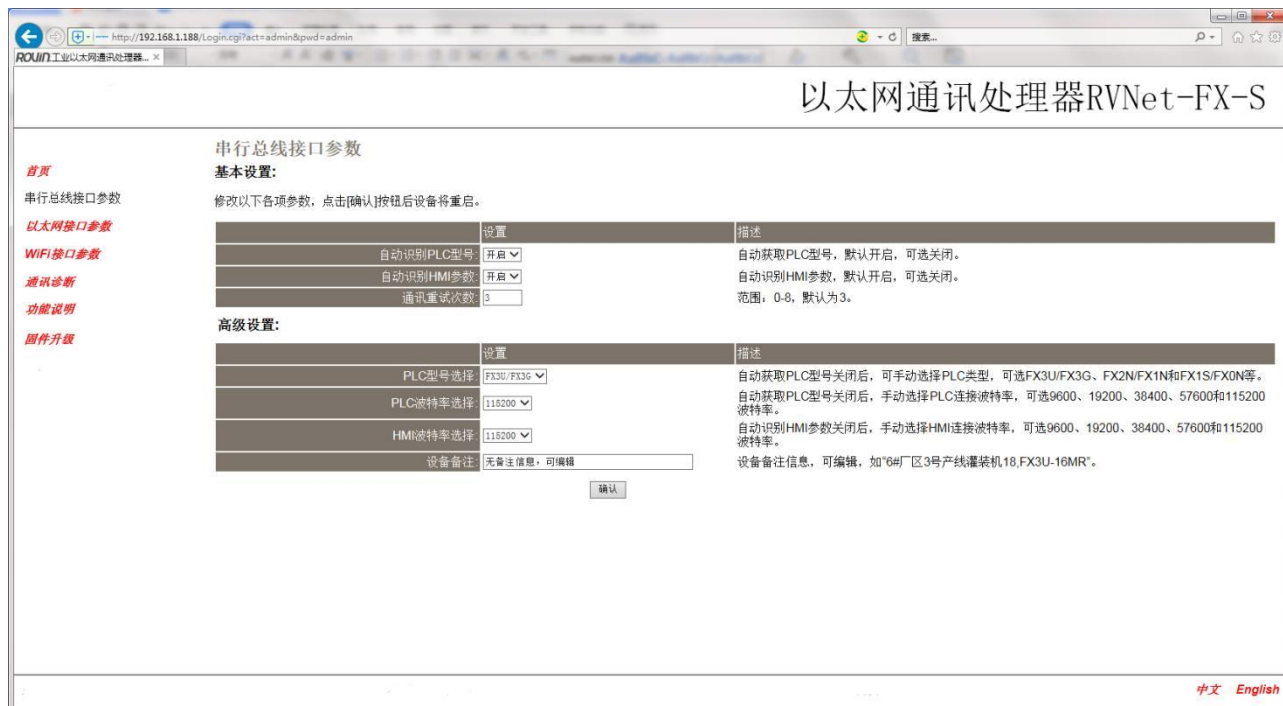 http://192.168.1.188/Login.cgi?act=admin&pwd=admin
搜索...
ROUIN 工业以太网通讯处理器... ×
以太网通讯处理器RVNet-FX-S
首页
串行总线接口参数
以太网接口参数
WiFi接口参数
通讯诊断
功能说明
固件升级
串行总线接口参数
基本设置:
修改以下各项参数，点击[确认]按钮后设备将重启。
设置 描述
自动识别PLC型号: 开启 自动获取PLC型号，默认开启，可选关闭。
自动识别HMI参数: 开启 自动识别HMI参数，默认开启，可选关闭。
通讯重试次数: 3 范围：0-8，默认为3。
高级设置:
设置 描述
PLC型号选择: FX3U/FX3G 自动获取PLC型号关闭后，可手动选择PLC类型，可选FX3U/FX3G、FX2N/FX1N和FX1S/FX0N等。
PLC波特率选择: 115200 自动获取PLC型号关闭后，手动选择PLC连接波特率，可选9600、19200、38400、57600和115200
波特率。
HMI波特率选择: 115200 自动识别HMI参数关闭后，手动选择HMI连接波特率，可选9600、19200、38400、57600和115200
波特率。
设备备注: 无备注信息，可编辑 设备备注信息，可编辑，如"6#厂区3号产线灌装机18,FX3U-16MR"。
确认
中文 English